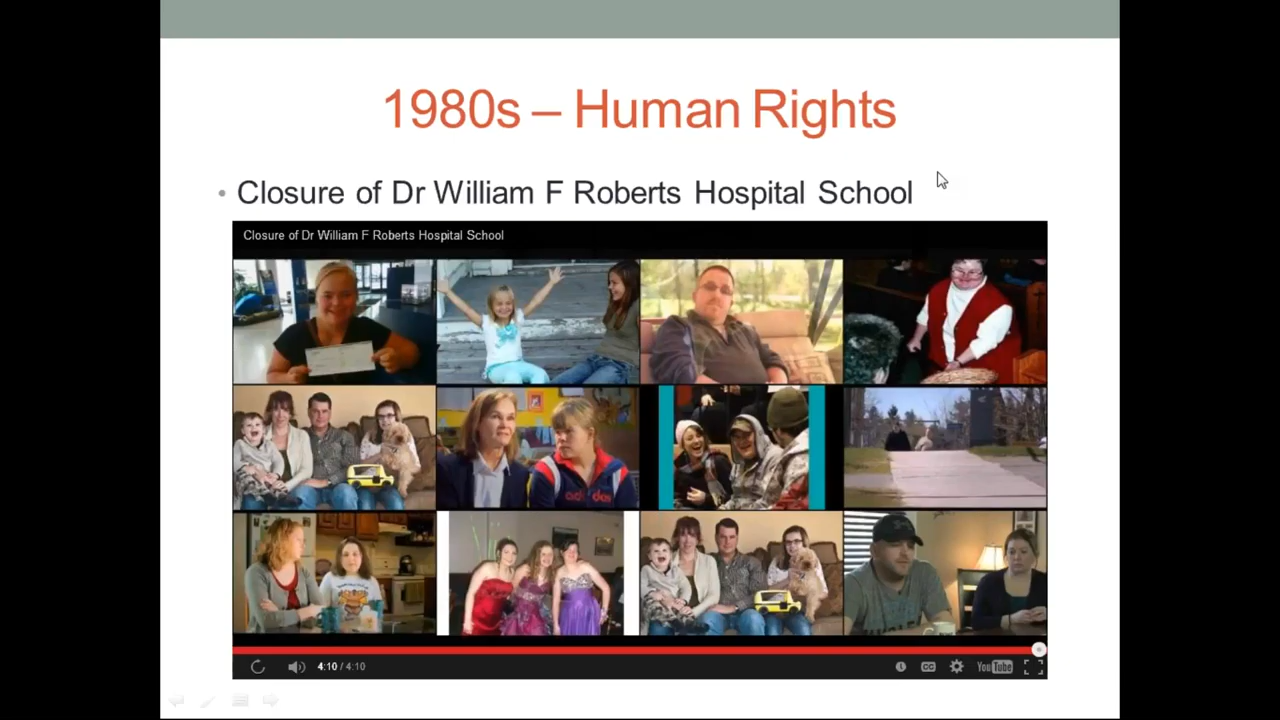 1980s – Human Rights
• Closure of Dr William F Roberts Hospital School
Closure of Dr William F Roberts Hospital School
4:10 / 4:10
CC
YouTube